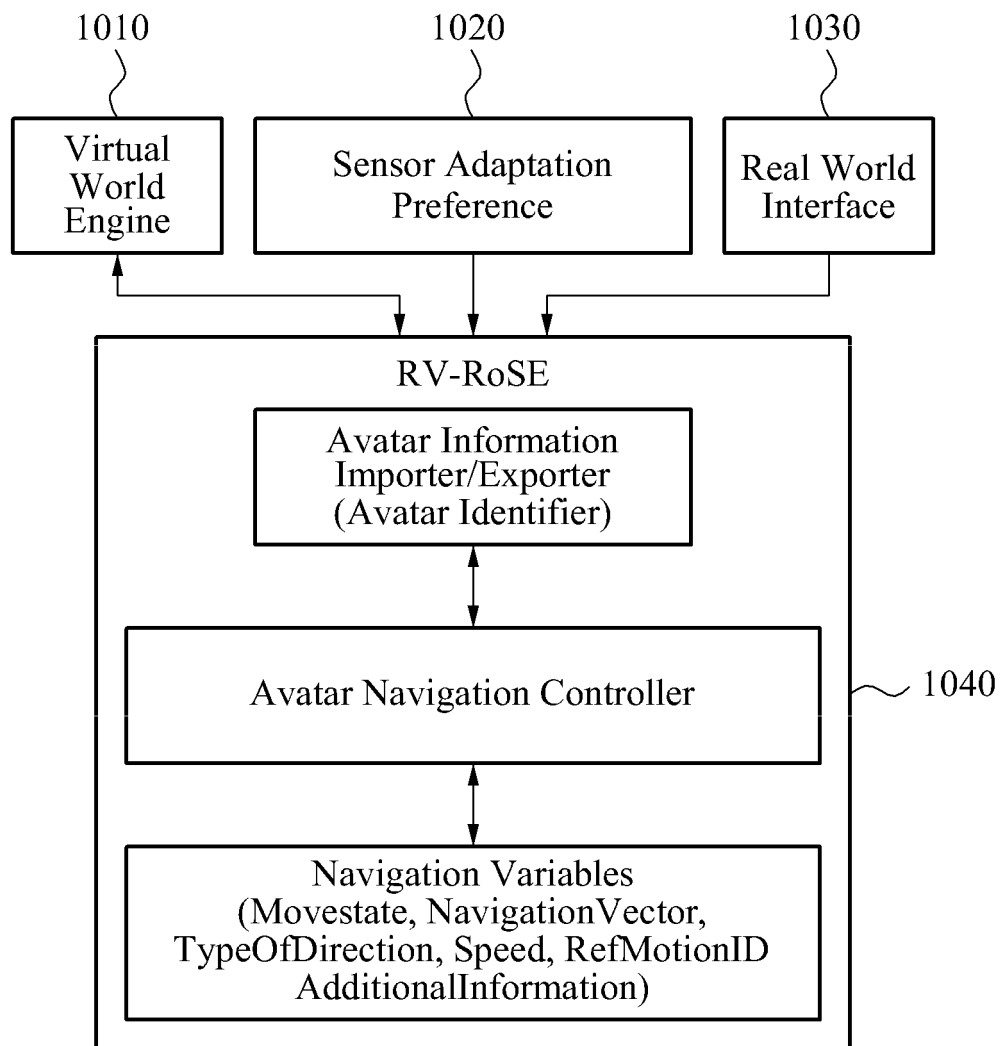 1010
1020
1030
Virtual
World
Engine
Sensor Adaptation
Preference
Real World
Interface
RV-RoSE
Avatar Information
Importer/Exporter
(Avatar Identifier)
Avatar Navigation Controller
1040
Navigation Variables
(Movestate, NavigationVector,
TypeOfDirection, Speed, RefMotionID
AdditionalInformation)